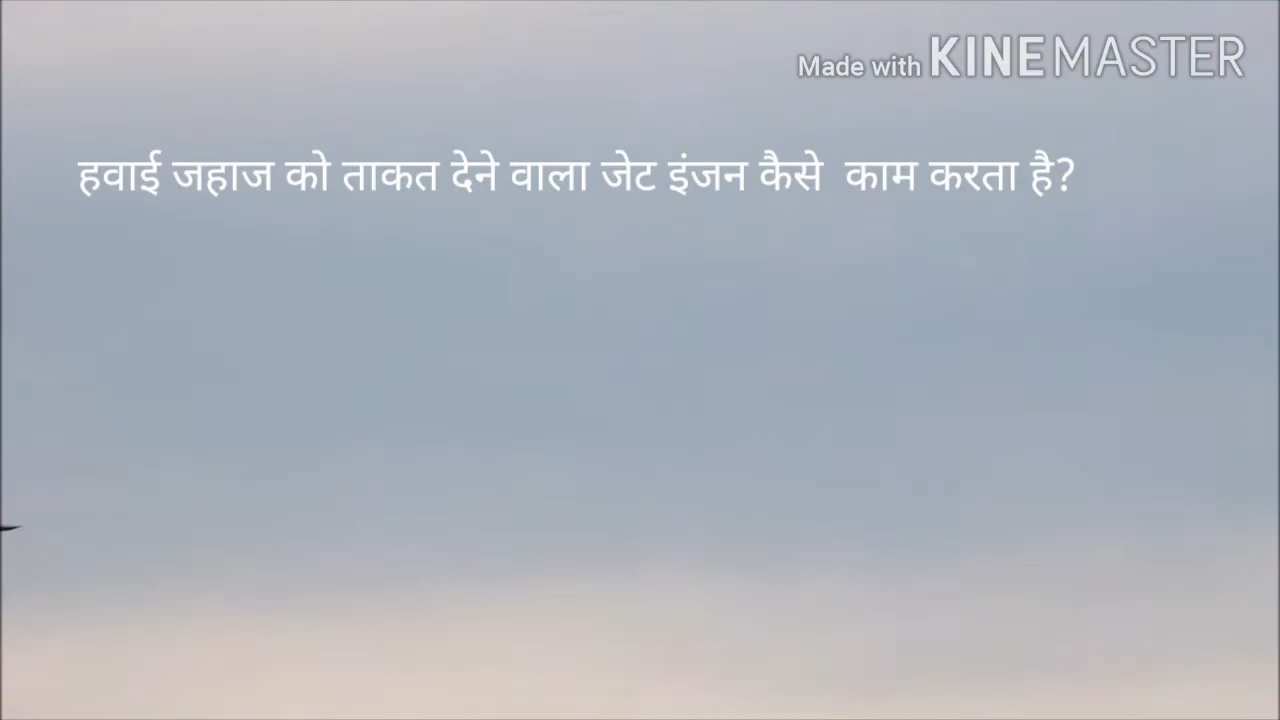 Made with KINEMASTER
हवाई जहाज को ताकत देने वाला जेट इंजन कैसे काम करता है?